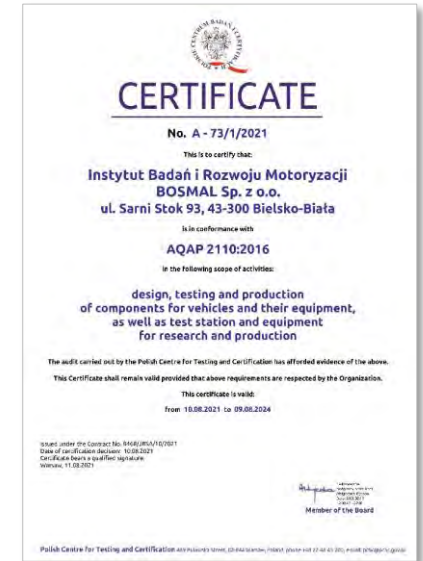 CERTIFICATE
No. A - 73/1/2021
This is to certify that:
Instytut Badań i Rozwoju Motoryzacji
BOSMAL Sp. z o.o.
ul. Sarni Stok 93, 43-300 Bielsko-Biała
is in conformance with
AQAP 2110:2016
in the following scope of activities:
design, testing and production
of components for vehicles and their equipment,
as well as test station and equipment
for research and production
The audit carried out by the Polish Centre for Testing and Certification has afforded evidence of the above.
This Certificate shall remain valid provided that above requirements are respected by the Organization.
This certificate is valid:
from 10.08.2021 to 09.08.2024
Issued under the Contract No.
Date of certification decision: 10.08.2021
Certificate bears a qualified signature
Warsaw, 11.08.2021
Member of the Board
Polish Centre for Testing and Certification